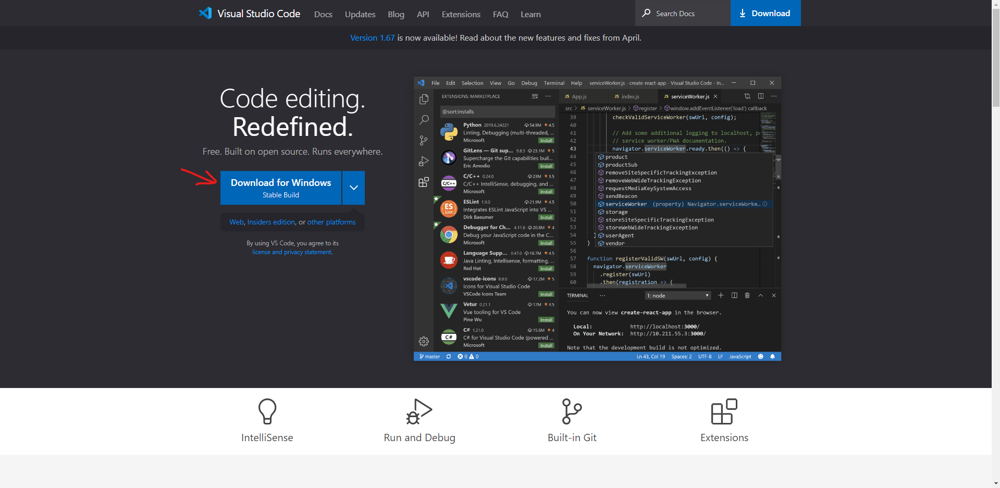 Visual Studio Code Docs Updates Blog API Extensions FAQ Learn Search Docs Download
Version 1.67 is now available! Read about the new features and fixes from April.
Code editing.
Redefined.
Free. Built on open source. Runs everywhere.
Download for Windows
Stable Build
Web, Insiders edition, or other platforms
By using VS Code, you agree to its
license and privacy statement.
File Edit Selection View Go Debug Terminal Help serviceWorker.js - create-react-app - Visual Studio Code - In...
EXTENSIONS: MARKETPLACE
@sort:installs
Python 2019.6.24221 54.9M 4.5
Linting, Debugging (multi-threaded, ...
Microsoft Install
GitLens — Git sup... 9.8.5 23.1M 5
Supercharge the Git capabilities buil...
Eric Amodio Install
C/C++
C/C++ 0.24.0 23M 3.5
C/C++ IntelliSense, debugging, and ...
Microsoft Install
ES
Lint
ESLint 1.9.0 21.9M 4.5
Integrates ESLint JavaScript into VS ...
Dirk Baeumer Install
Debugger for Ch... 4.11.6 20.6M 4
Debug your JavaScript code in the C...
Microsoft Install
Language Supp... 0.47.0 18.7M 4.5
Java Linting, Intellisense, formatting, ...
Red Hat Install
vscode-icons 8.8.0 17.2M 5
Icons for Visual Studio Code
VSCode Icons Team Install
Vetur 0.21.1 17M 4.5
Vue tooling for VS Code
Pine Wu Install
C#
C# 1.21.0 15.6M 4
C# for Visual Studio Code (powered ...
Microsoft Install
JS App.js JS index.js JS serviceWorker.js
src > JS serviceWorker.js > register > window.addEventListener('load') callback
39 checkValidServiceWorker(swUrl, config);
40
41 // Add some additional logging to localhost, p
42 // service worker/PWA documentation.
43 navigator.serviceWorker.ready.then(() => {
44 product
45 productSub
46 removeSiteSpecificTrackingException
47 removeWebWideTrackingException
48 requestMediaKeySystemAccess
49 sendBeacon
50 serviceWorker (property) Navigator.serviceWorke...
51 storage
52 storeSiteSpecificTrackingException
53 storeWebWideTrackingException
54 } userAgent
55 } vendor
56
57 function registerValidSW(swUrl, config) {
58 navigator.serviceWorker
59 .register(swUrl)
60 .then(registration => {
TERMINAL ... 1: node
You can now view create-react-app in the browser.
Local: http://localhost:3000/
On Your Network: http://10.211.55.3:3000/
Note that the development build is not optimized.
master 0 0 Ln 43, Col 19 Spaces: 2 UTF-8 LF JavaScript
IntelliSense Run and Debug Built-in Git Extensions